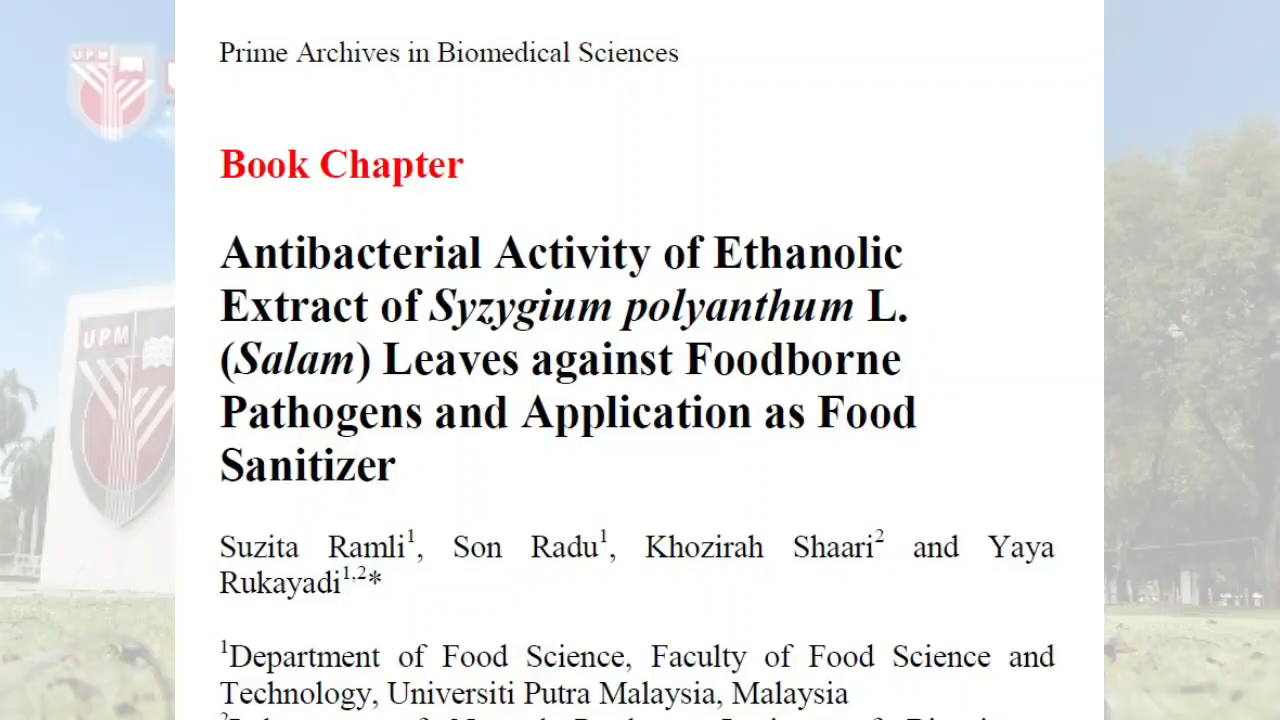 Prime Archives in Biomedical Sciences
Book Chapter
Antibacterial Activity of Ethanolic
Extract of Syzygium polyanthum L.
(Salam) Leaves against Foodborne
Pathogens and Application as Food
Sanitizer
Suzita Ramli1, Son Radu1, Khozirah Shaari2 and Yaya
Rukayadi1,2*
1Department of Food Science, Faculty of Food Science and
Technology, Universiti Putra Malaysia, Malaysia
UPM
UPM